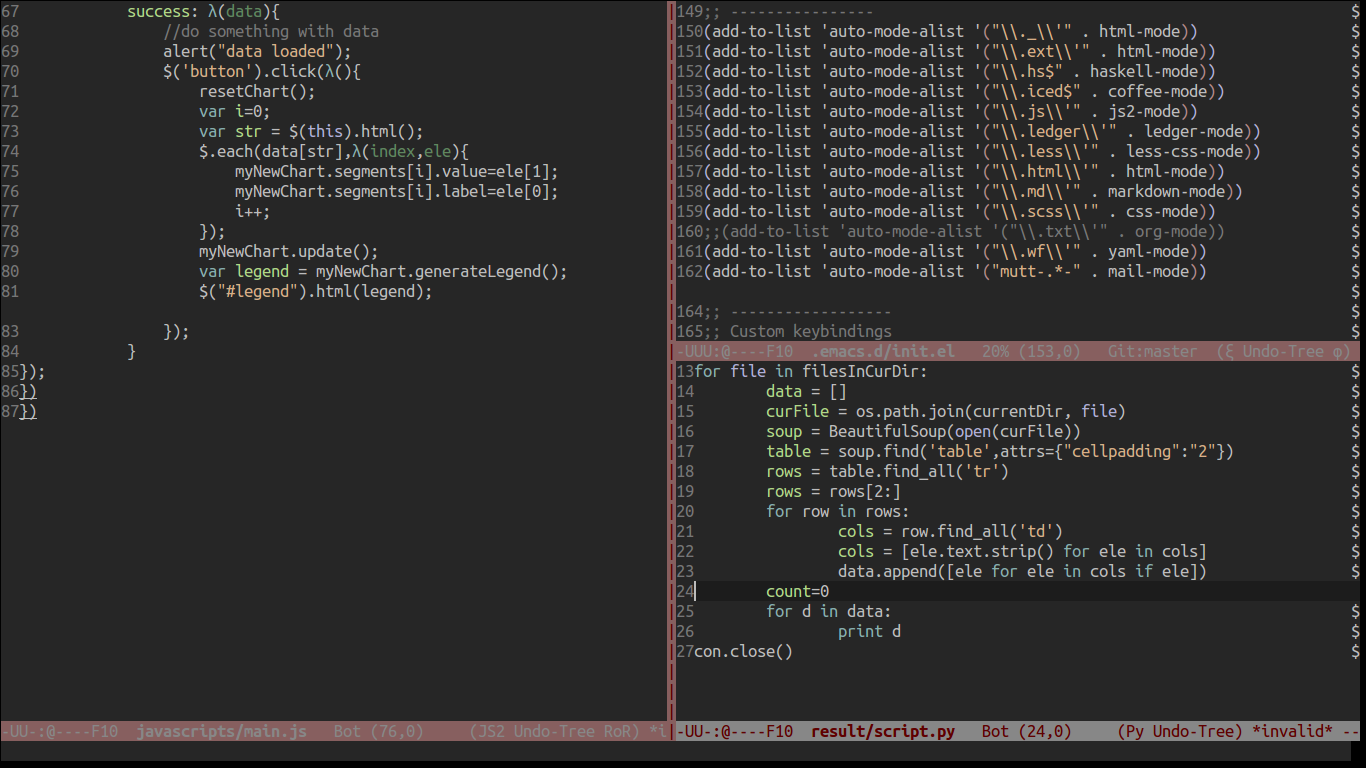 67            success: λ(data){
68                //do something with data
69                alert("data loaded");
70                $('button').click(λ(){
71                    resetChart();
72                    var i=0;
73                    var str = $(this).html();
74                    $.each(data[str],λ(index,ele){
75                        myNewChart.segments[i].value=ele[1];
76                        myNewChart.segments[i].label=ele[0];
77                        i++;
78                    });
79                    myNewChart.update();
80                    var legend = myNewChart.generateLegend();
81                    $("#legend").html(legend);
83                });
84            }
85});
86})
87})
-UU-:@----F10  javascripts/main.js   Bot (76,0)     (JS2 Undo-Tree RoR) *i
149;; ---------------- $
150(add-to-list 'auto-mode-alist '("\\._\\'" . html-mode)) $
151(add-to-list 'auto-mode-alist '("\\.ext\\'" . html-mode)) $
152(add-to-list 'auto-mode-alist '("\\.hs$" . haskell-mode)) $
153(add-to-list 'auto-mode-alist '("\\.iced$" . coffee-mode)) $
154(add-to-list 'auto-mode-alist '("\\.js\\'" . js2-mode)) $
155(add-to-list 'auto-mode-alist '("\\.ledger\\'" . ledger-mode)) $
156(add-to-list 'auto-mode-alist '("\\.less\\'" . less-css-mode)) $
157(add-to-list 'auto-mode-alist '("\\.html\\'" . html-mode)) $
158(add-to-list 'auto-mode-alist '("\\.md\\'" . markdown-mode)) $
159(add-to-list 'auto-mode-alist '("\\.scss\\'" . css-mode)) $
160;;(add-to-list 'auto-mode-alist '("\\.txt\\'" . org-mode)) $
161(add-to-list 'auto-mode-alist '("\\.wf\\'" . yaml-mode)) $
162(add-to-list 'auto-mode-alist '("mutt-.*-" . mail-mode)) $
$
164;; ------------------ $
165;; Custom keybindings $
-UUU:@----F10  .emacs.d/init.el   20% (153,0)   Git:master  (ξ Undo-Tree φ)
13for file in filesInCurDir: $
14        data = [] $
15        curFile = os.path.join(currentDir, file) $
16        soup = BeautifulSoup(open(curFile)) $
17        table = soup.find('table',attrs={"cellpadding":"2"}) $
18        rows = table.find_all('tr') $
19        rows = rows[2:] $
20        for row in rows: $
21                cols = row.find_all('td') $
22                cols = [ele.text.strip() for ele in cols] $
23                data.append([ele for ele in cols if ele]) $
24        count=0
25        for d in data: $
26                print d $
27con.close() $
-UU-:@----F10  result/script.py   Bot (24,0)     (Py Undo-Tree) *invalid* --